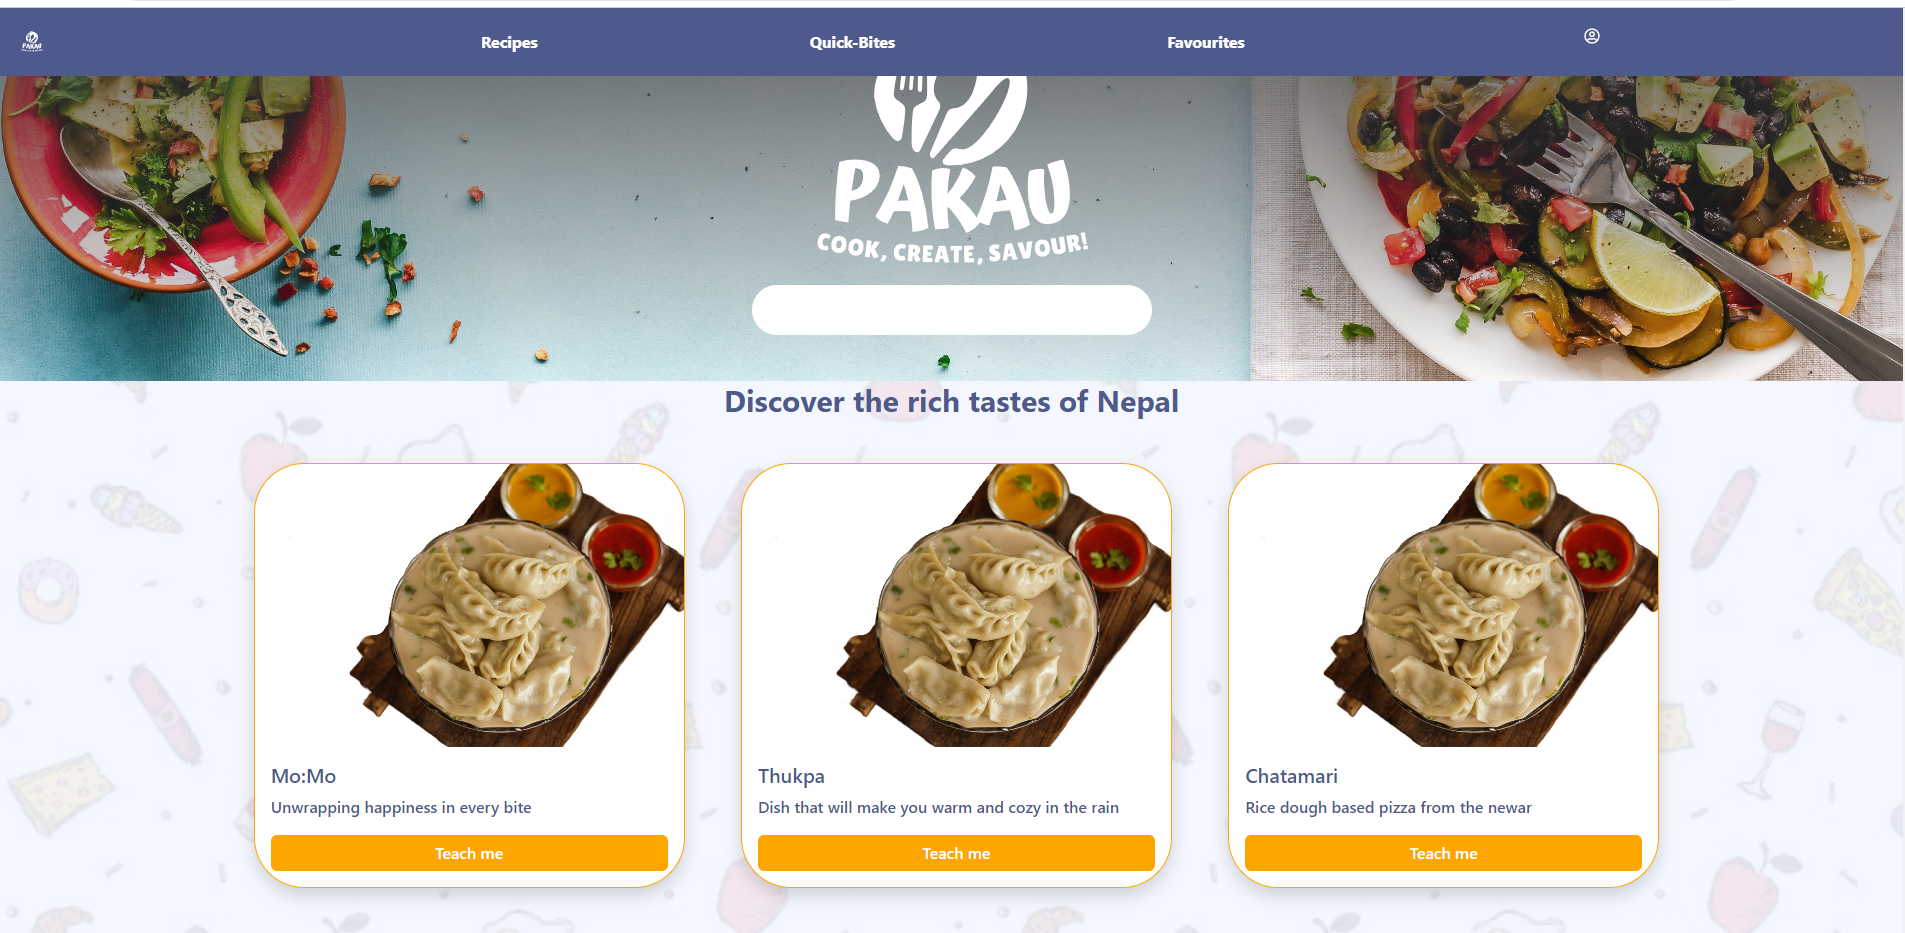 PAKAU
Recipes
Quick-Bites
Favourites
PAKAU
COOK, CREATE, SAVOUR!
Discover the rich tastes of Nepal
Mo:Mo
Unwrapping happiness in every bite
Teach me
Thukpa
Dish that will make you warm and cozy in the rain
Teach me
Chatamari
Rice dough based pizza from the newar
Teach me